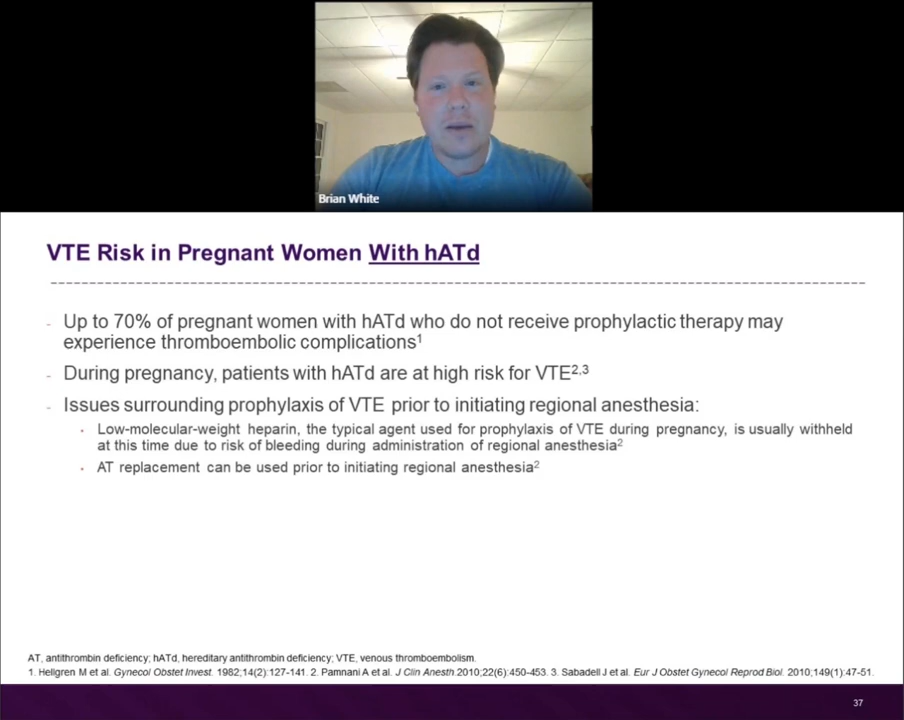 Brian White
VTE Risk in Pregnant Women With hATd
- Up to 70% of pregnant women with hATd who do not receive prophylactic therapy may
experience thromboembolic complications¹
- During pregnancy, patients with hATd are at high risk for VTE²,³
- Issues surrounding prophylaxis of VTE prior to initiating regional anesthesia:
• Low-molecular-weight heparin, the typical agent used for prophylaxis of VTE during pregnancy, is usually withheld
at this time due to risk of bleeding during administration of regional anesthesia²
• AT replacement can be used prior to initiating regional anesthesia²
AT, antithrombin deficiency; hATd, hereditary antithrombin deficiency; VTE, venous thromboembolism.
1. Hellgren M et al. Gynecol Obstet Invest. 1982;14(2):127-141. 2. Pamnani A et al. J Clin Anesth.2010;22(6):450-453. 3. Sabadell J et al. Eur J Obstet Gynecol Reprod Biol. 2010;149(1):47-51.
37